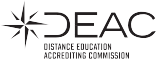 DEAC
DISTANCE EDUCATION
ACCREDITING COMMISSION